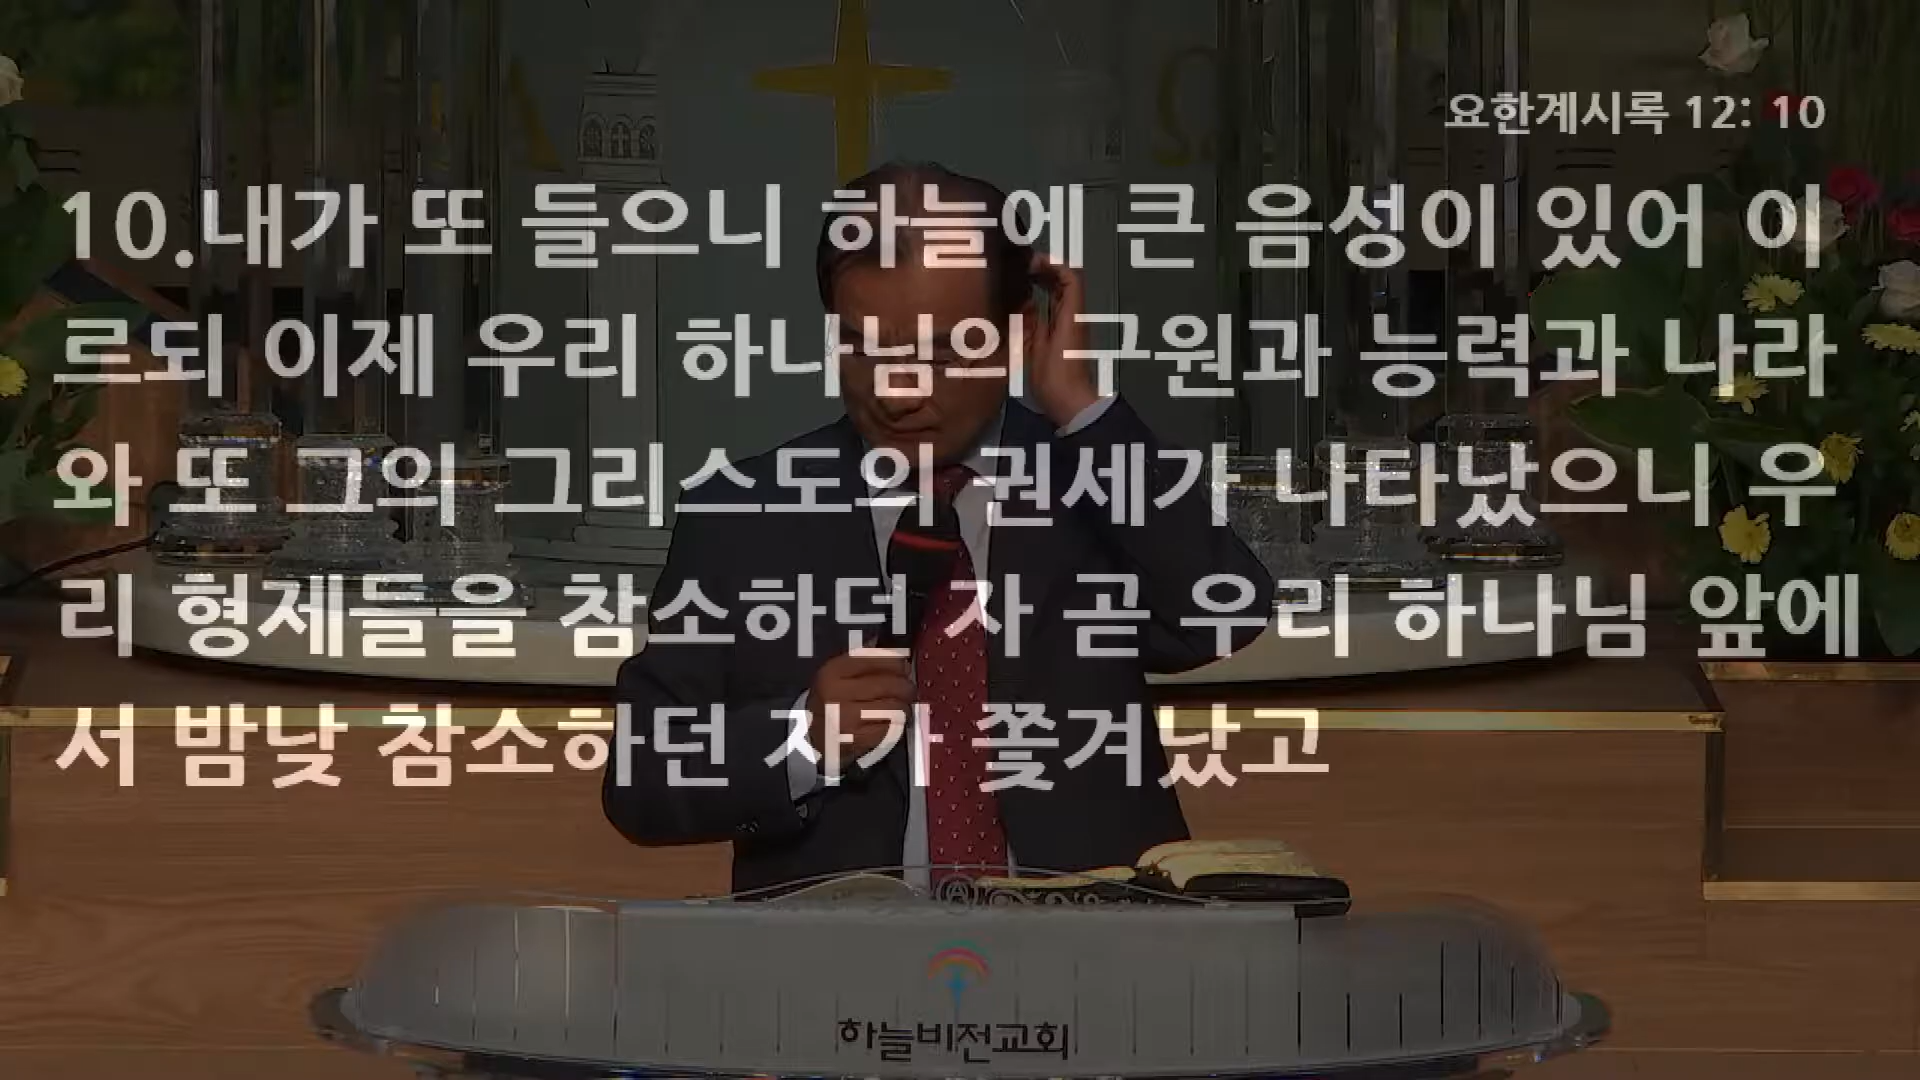 요한계시록 12: 10
10.내가 또 들으니 하늘에 큰 음성이 있어 이
르되 이제 우리 하나님의 구원과 능력과 나라
와 또 그의 그리스도의 권세가 나타났으니 우
리 형제들을 참소하던 자 곧 우리 하나님 앞에
서 밤낮 참소하던 자가 쫓겨났고
하늘비전교회